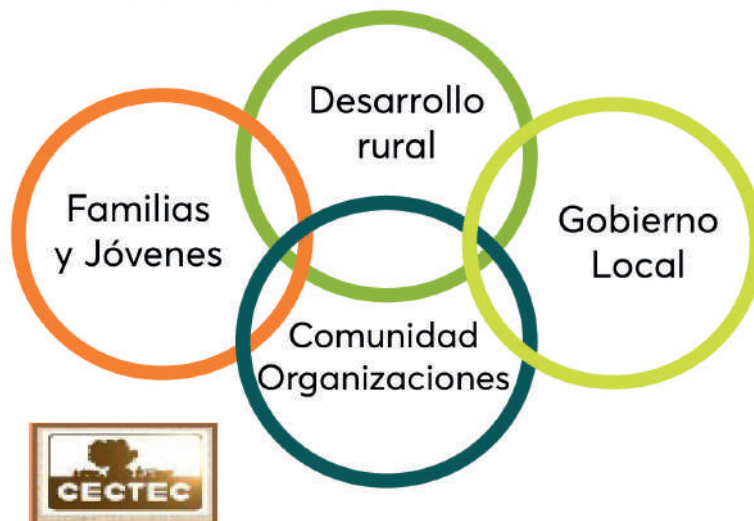 Desarrollo
rural
Familias
y Jóvenes
Gobierno
Local
Comunidad
Organizaciones
CECTEC